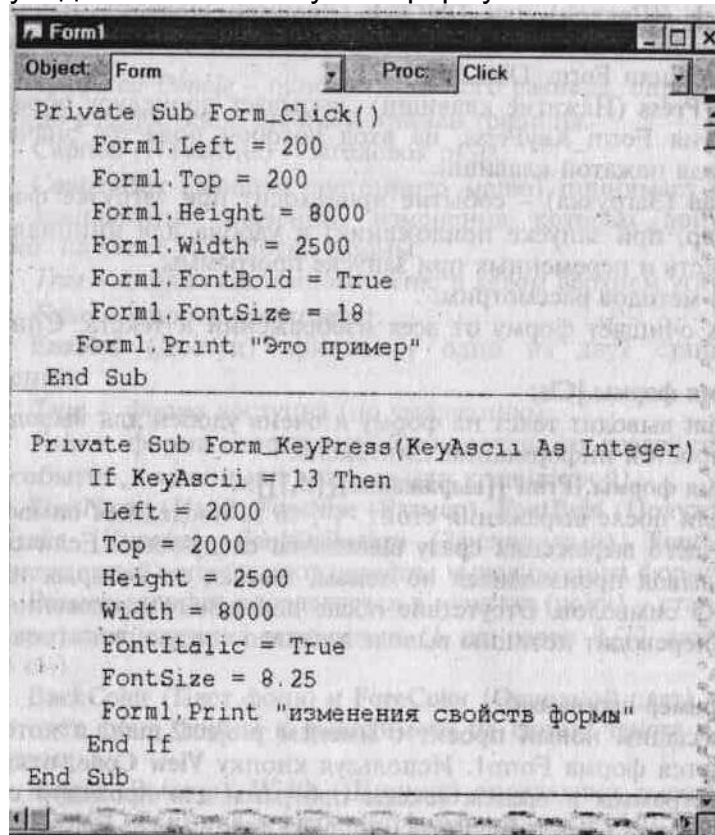 Form1
Object: Form Proc: Click
Private Sub Form_Click()
Form1.Left = 200
Form1.Top = 200
Form1.Height = 8000
Form1.Width = 2500
Form1.FontBold = True
Form1.FontSize = 18
Form1.Print "Это пример"
End Sub
Private Sub Form_KeyPress(KeyAscii As Integer)
If KeyAscii = 13 Then
Left = 2000
Top = 2000
Height = 2500
Width = 8000
FontItalic = True
FontSize = 8.25
Form1.Print "изменения свойств формы"
End If
End Sub